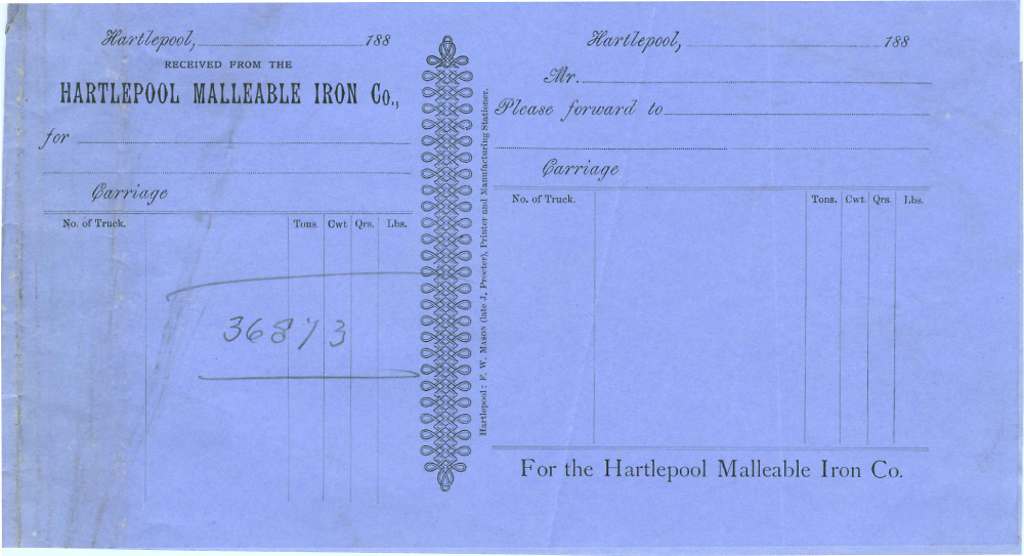 Hartlepool, 188
RECEIVED FROM THE
HARTLEPOOL MALLEABLE IRON Co.,
for
Carriage
No. of Truck. Tons. Cwt Qrs. Lbs.
36873
Hartlepool: F. W. MASON (late J. Procter), Printer and Manufacturing Stationer.
Hartlepool, 188
Mr.
Please forward to
Carriage
No. of Truck. Tons. Cwt. Qrs. Lbs.
For the Hartlepool Malleable Iron Co.